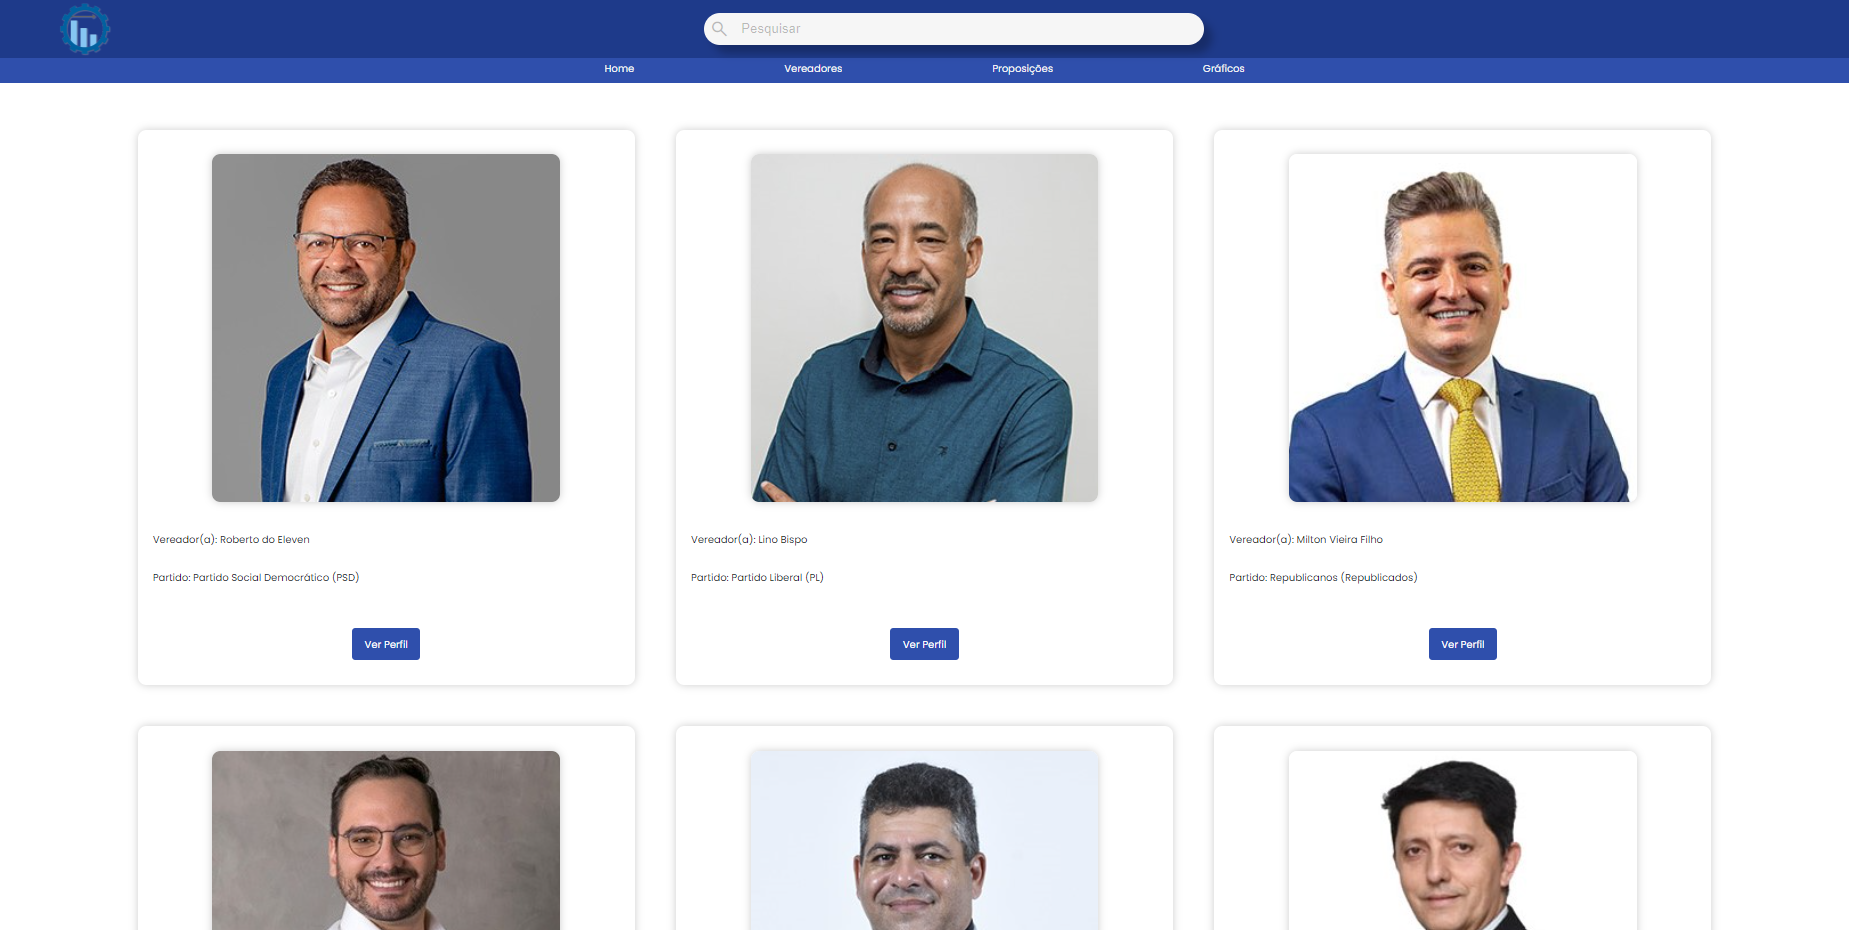 Pesquisar
Home
Vereadores
Proposições
Gráficos
Vereador(a): Roberto do Eleven
Partido: Partido Social Democrático (PSD)
Ver Perfil
Vereador(a): Lino Bispo
Partido: Partido Liberal (PL)
Ver Perfil
Vereador(a): Milton Vieira Filho
Partido: Republicanos (Republicados)
Ver Perfil